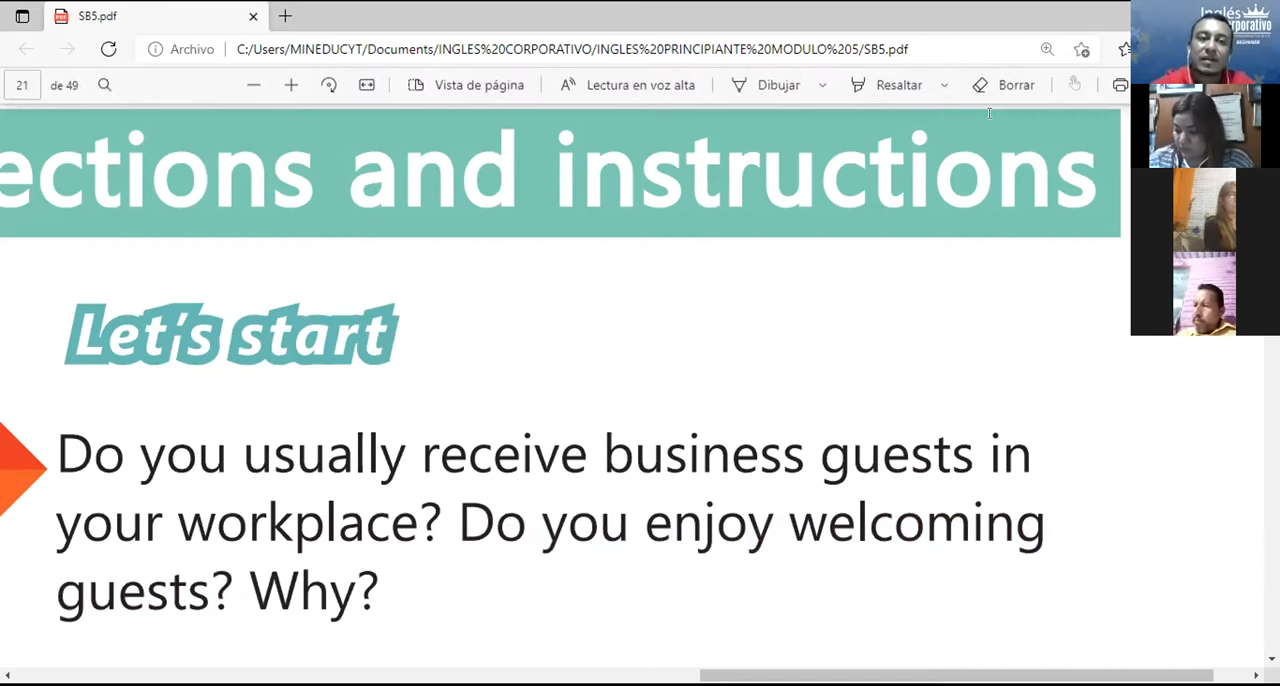 SB5.pdf
Archivo C:/Users/MINEDUCYT/Documents/INGLES%20CORPORATIVO/INGLES%20PRINCIPIANTE%20MODULO%205/SB5.pdf
21 de 49 Vista de página Lectura en voz alta Dibujar Resaltar Borrar
Inglés
BEGINNER
ections and instructions
Let's start
Do you usually receive business guests in
your workplace? Do you enjoy welcoming
guests? Why?